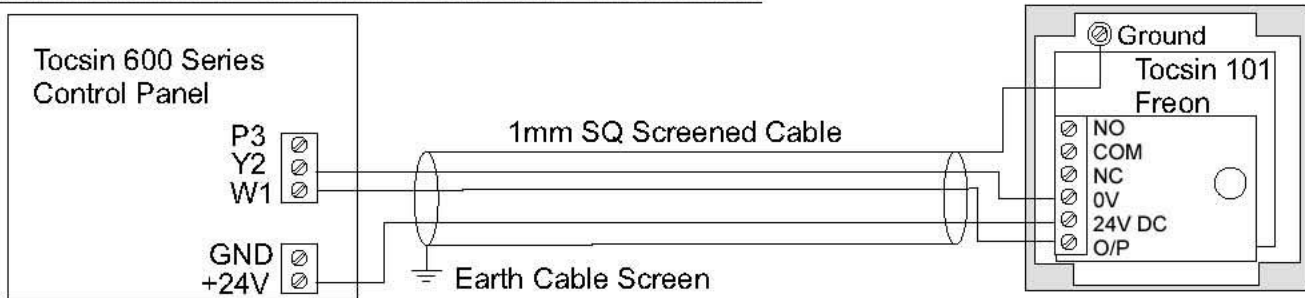 Tocsin 600 Series
Control Panel
P3
Y2
W1
GND
+24V
1mm SQ Screened Cable
Earth Cable Screen
Ground
Tocsin 101
Freon
NO
COM
NC
0V
24V DC
O/P